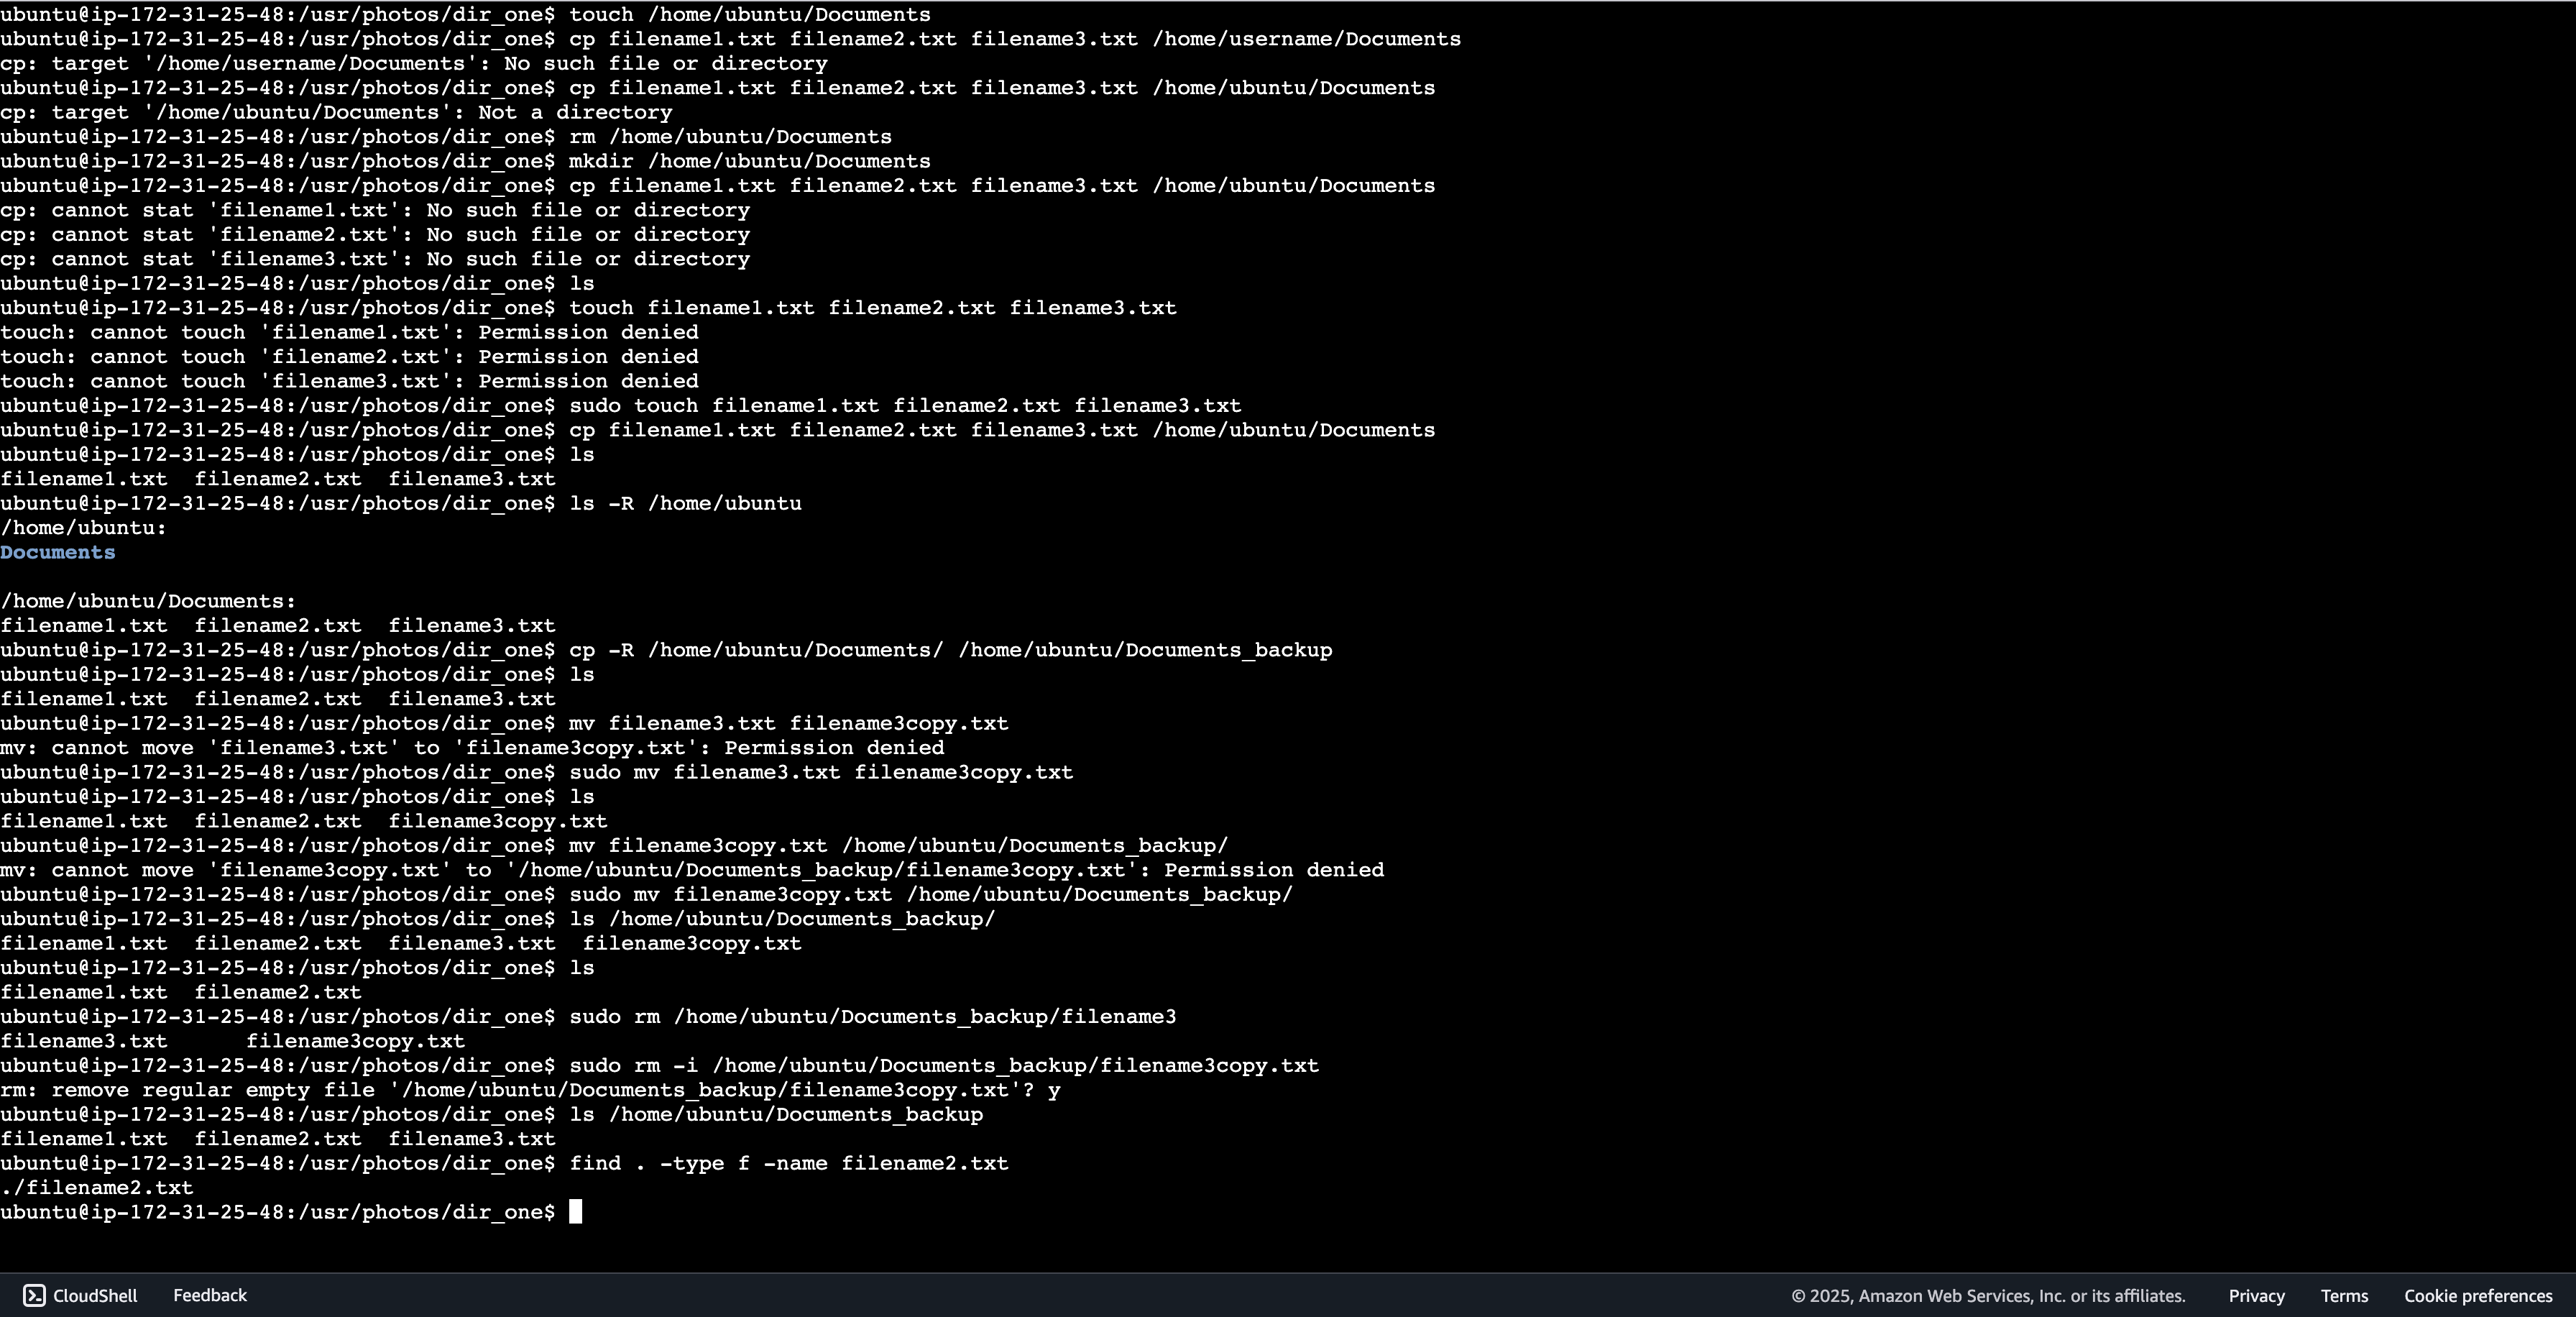 ubuntu@ip-172-31-25-48:/usr/photos/dir_one$ touch /home/ubuntu/Documents
ubuntu@ip-172-31-25-48:/usr/photos/dir_one$ cp filename1.txt filename2.txt filename3.txt /home/username/Documents
cp: target '/home/username/Documents': No such file or directory
ubuntu@ip-172-31-25-48:/usr/photos/dir_one$ cp filename1.txt filename2.txt filename3.txt /home/ubuntu/Documents
cp: target '/home/ubuntu/Documents': Not a directory
ubuntu@ip-172-31-25-48:/usr/photos/dir_one$ rm /home/ubuntu/Documents
ubuntu@ip-172-31-25-48:/usr/photos/dir_one$ mkdir /home/ubuntu/Documents
ubuntu@ip-172-31-25-48:/usr/photos/dir_one$ cp filename1.txt filename2.txt filename3.txt /home/ubuntu/Documents
cp: cannot stat 'filename1.txt': No such file or directory
cp: cannot stat 'filename2.txt': No such file or directory
cp: cannot stat 'filename3.txt': No such file or directory
ubuntu@ip-172-31-25-48:/usr/photos/dir_one$ ls
ubuntu@ip-172-31-25-48:/usr/photos/dir_one$ touch filename1.txt filename2.txt filename3.txt
touch: cannot touch 'filename1.txt': Permission denied
touch: cannot touch 'filename2.txt': Permission denied
touch: cannot touch 'filename3.txt': Permission denied
ubuntu@ip-172-31-25-48:/usr/photos/dir_one$ sudo touch filename1.txt filename2.txt filename3.txt
ubuntu@ip-172-31-25-48:/usr/photos/dir_one$ cp filename1.txt filename2.txt filename3.txt /home/ubuntu/Documents
ubuntu@ip-172-31-25-48:/usr/photos/dir_one$ ls
filename1.txt  filename2.txt  filename3.txt
ubuntu@ip-172-31-25-48:/usr/photos/dir_one$ ls -R /home/ubuntu
/home/ubuntu:
Documents
/home/ubuntu/Documents:
filename1.txt  filename2.txt  filename3.txt
ubuntu@ip-172-31-25-48:/usr/photos/dir_one$ cp -R /home/ubuntu/Documents/ /home/ubuntu/Documents_backup
ubuntu@ip-172-31-25-48:/usr/photos/dir_one$ ls
filename1.txt  filename2.txt  filename3.txt
ubuntu@ip-172-31-25-48:/usr/photos/dir_one$ mv filename3.txt filename3copy.txt
mv: cannot move 'filename3.txt' to 'filename3copy.txt': Permission denied
ubuntu@ip-172-31-25-48:/usr/photos/dir_one$ sudo mv filename3.txt filename3copy.txt
ubuntu@ip-172-31-25-48:/usr/photos/dir_one$ ls
filename1.txt  filename2.txt  filename3copy.txt
ubuntu@ip-172-31-25-48:/usr/photos/dir_one$ mv filename3copy.txt /home/ubuntu/Documents_backup/
mv: cannot move 'filename3copy.txt' to '/home/ubuntu/Documents_backup/filename3copy.txt': Permission denied
ubuntu@ip-172-31-25-48:/usr/photos/dir_one$ sudo mv filename3copy.txt /home/ubuntu/Documents_backup/
ubuntu@ip-172-31-25-48:/usr/photos/dir_one$ ls /home/ubuntu/Documents_backup/
filename1.txt  filename2.txt  filename3.txt  filename3copy.txt
ubuntu@ip-172-31-25-48:/usr/photos/dir_one$ ls
filename1.txt  filename2.txt
ubuntu@ip-172-31-25-48:/usr/photos/dir_one$ sudo rm /home/ubuntu/Documents_backup/filename3
filename3.txt      filename3copy.txt
ubuntu@ip-172-31-25-48:/usr/photos/dir_one$ sudo rm -i /home/ubuntu/Documents_backup/filename3copy.txt
rm: remove regular empty file '/home/ubuntu/Documents_backup/filename3copy.txt'? y
ubuntu@ip-172-31-25-48:/usr/photos/dir_one$ ls /home/ubuntu/Documents_backup
filename1.txt  filename2.txt  filename3.txt
ubuntu@ip-172-31-25-48:/usr/photos/dir_one$ find . -type f -name filename2.txt
./filename2.txt
ubuntu@ip-172-31-25-48:/usr/photos/dir_one$
CloudShell  Feedback  © 2025, Amazon Web Services, Inc. or its affiliates.  Privacy  Terms  Cookie preferences